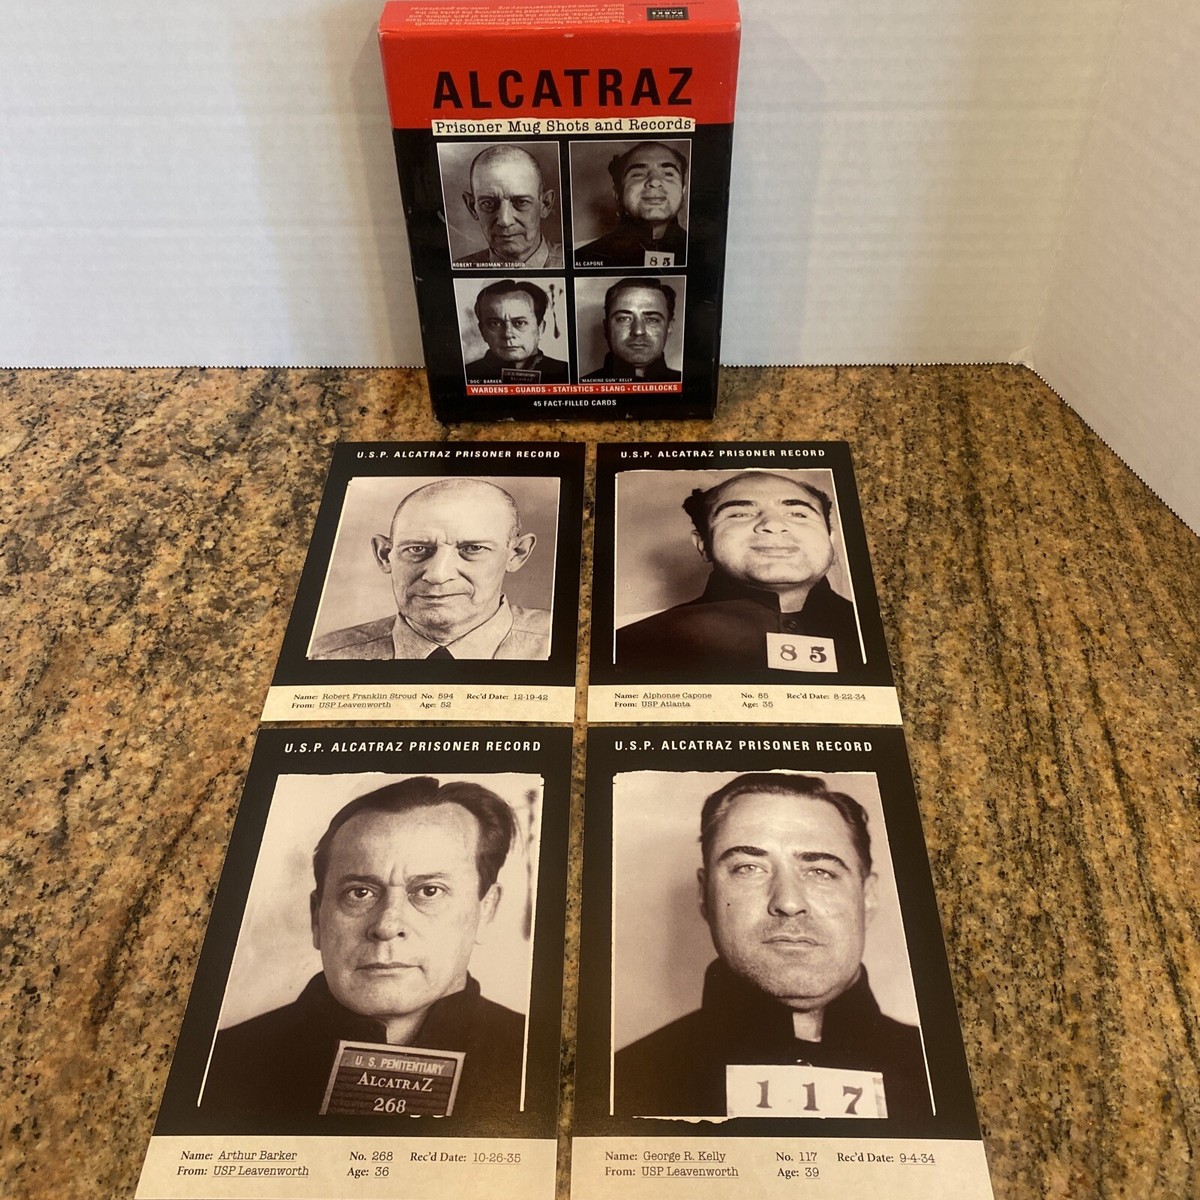 ALCATRAZ
Prisoner Mug Shots and Records
ROBERT "BIRDMAN" STROUD
AL CAPONE
85
"DOC" BARKER
"MACHINE GUN" KELLY
WARDENS • GUARDS • STATISTICS • SLANG • CELLBLOCKS
45 FACT-FILLED CARDS
U.S.P. ALCATRAZ PRISONER RECORD
Name: Robert Franklin Stroud No. 594 Rec'd Date: 12-19-42
From: USP Leavenworth Age: 52
U.S.P. ALCATRAZ PRISONER RECORD
85
Name: Alphonse Capone No. 85 Rec'd Date: 8-22-34
From: USP Atlanta Age: 35
U.S.P. ALCATRAZ PRISONER RECORD
U. S. PENITENTIARY
ALCATRAZ
268
Name: Arthur Barker No. 268 Rec'd Date: 10-26-35
From: USP Leavenworth Age: 36
U.S.P. ALCATRAZ PRISONER RECORD
117
Name: George R. Kelly No. 117 Rec'd Date: 9-4-34
From: USP Leavenworth Age: 39